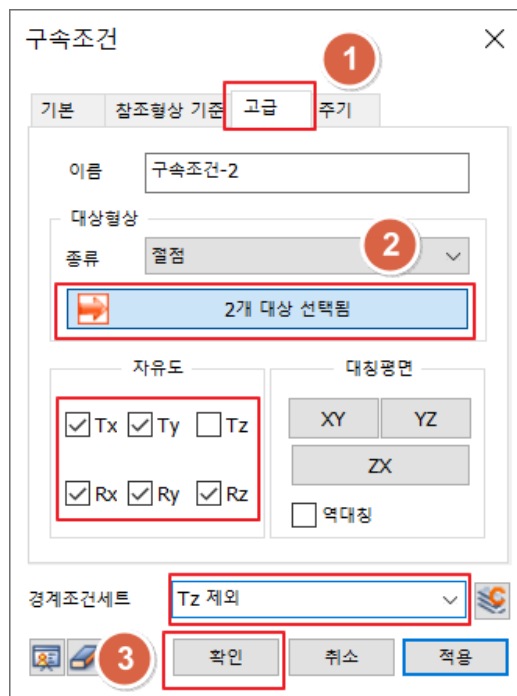 구속조건
1
기본 참조형상 기준 고급 주기
이름 구속조건-2
대상형상
종류 절점 2
2개 대상 선택됨
자유도 대칭평면
Tx Ty Tz XY YZ
ZX
Rx Ry Rz 역대칭
경계조건세트 Tz 제외
3 확인 취소 적용